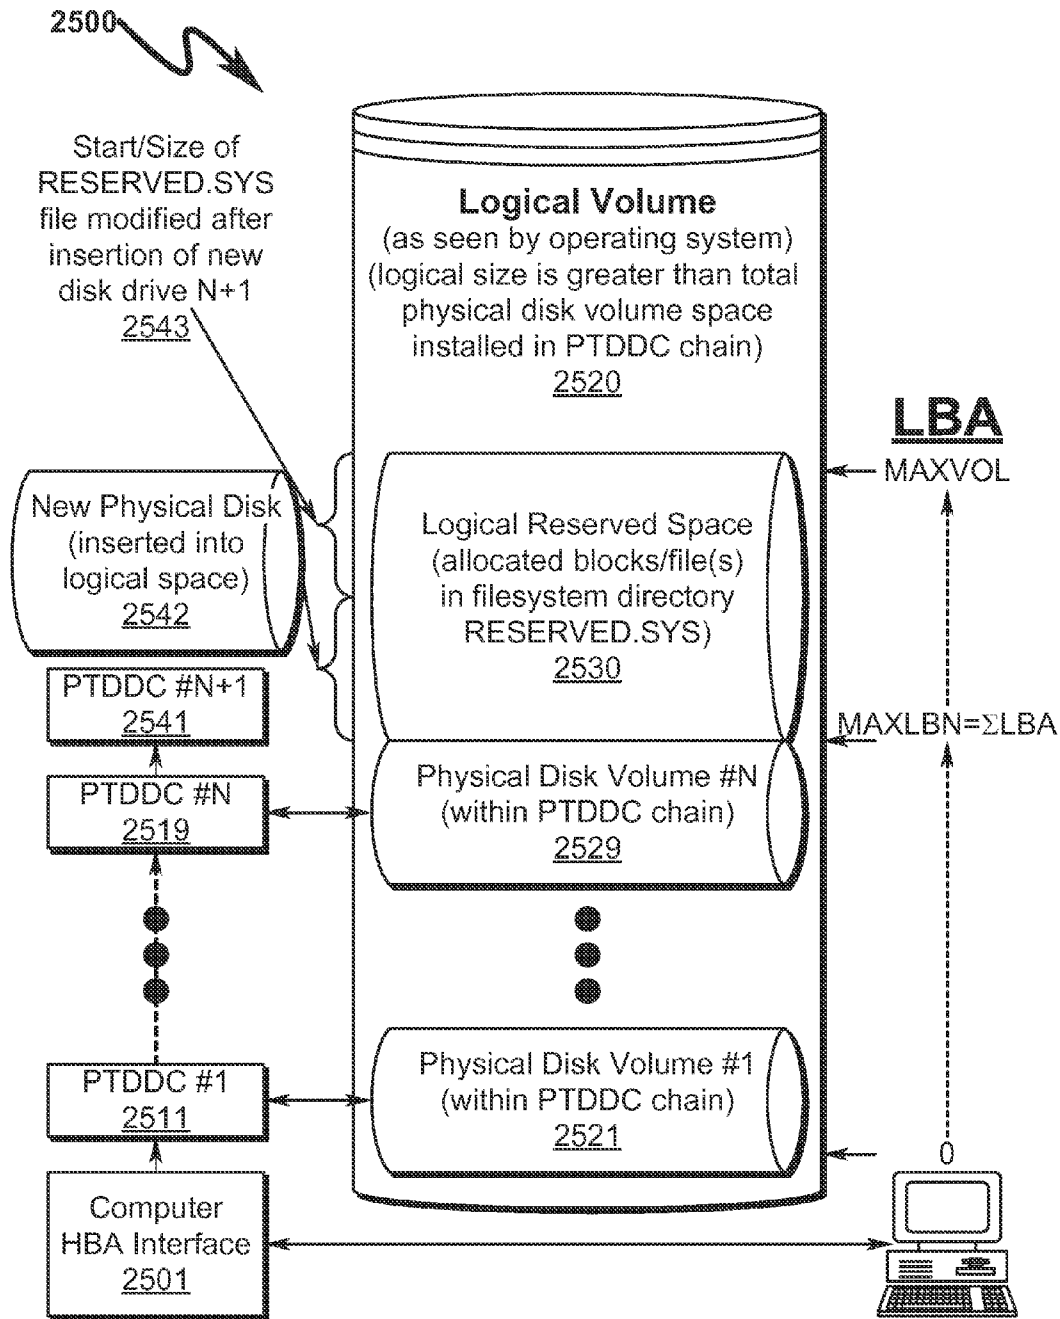 2500
Start/Size of
RESERVED.SYS
file modified after
insertion of new
disk drive N+1
2543
Logical Volume
(as seen by operating system)
(logical size is greater than total
physical disk volume space
installed in PTDDC chain)
2520
LBA
MAXVOL
New Physical Disk
(inserted into
logical space)
2542
Logical Reserved Space
(allocated blocks/file(s)
in filesystem directory
RESERVED.SYS)
2530
PTDDC #N+1
2541
MAXLBN=ΣLBA
PTDDC #N
2519
Physical Disk Volume #N
(within PTDDC chain)
2529
PTDDC #1
2511
Physical Disk Volume #1
(within PTDDC chain)
2521
0
Computer
HBA Interface
2501